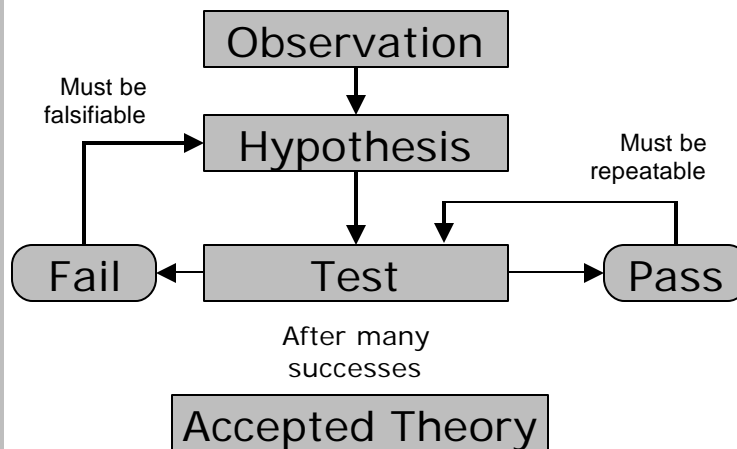 Observation
Must be
falsifiable
Hypothesis
Must be
repeatable
Fail
Test
Pass
After many
successes
Accepted Theory